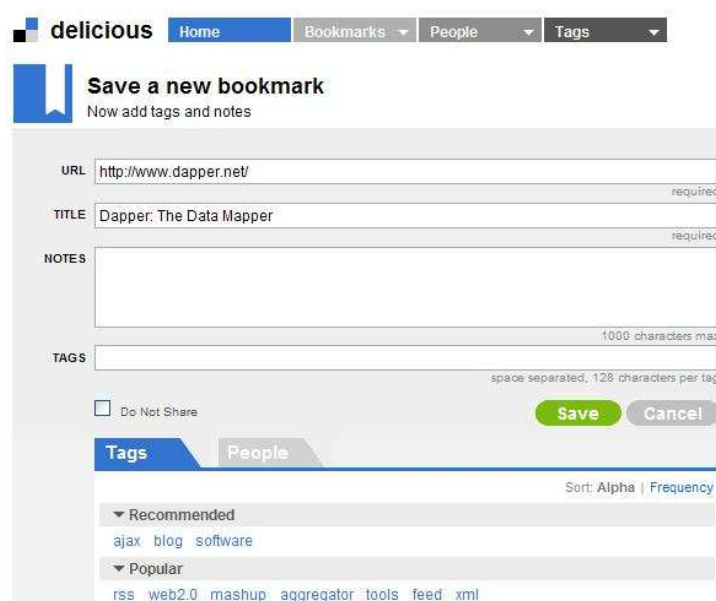 delicious Home Bookmarks People Tags
Save a new bookmark
Now add tags and notes
URL http://www.dapper.net/
required
TITLE Dapper: The Data Mapper
required
NOTES
1000 characters max
TAGS
space separated, 128 characters per tag
Do Not Share Save Cancel
Tags People
Sort: Alpha | Frequency
Recommended
ajax blog software
Popular
rss web2.0 mashup aggregator tools feed xml